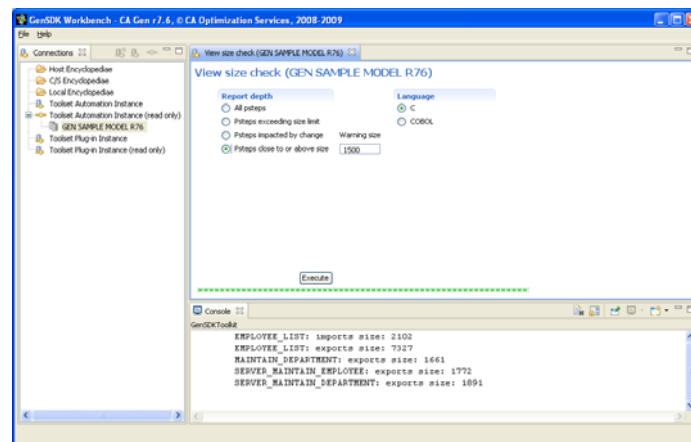 GenSDK Workbench - CA Gen r7.6, © CA Optimization Services, 2008-2009
File Help
Connections
Host Encyclopediae
C/S Encyclopediae
Local Encyclopediae
Toolset Automation Instance
Toolset Automation Instance (read only)
GEN SAMPLE MODEL R76
Toolset Plug-in Instance
Toolset Plug-in Instance (read only)
View size check (GEN SAMPLE MODEL R76)
View size check (GEN SAMPLE MODEL R76)
Report depth
All psteps
Psteps exceeding size limit
Psteps impacted by change
Warning size
Psteps close to or above size
1500
Language
C
COBOL
Execute
Console
GenSDKToolkit
EMPLOYEE_LIST: imports size: 2102
EMPLOYEE_LIST: exports size: 7327
MAINTAIN_DEPARTMENT: exports size: 1661
SERVER_MAINTAIN_EMPLOYEE: exports size: 1772
SERVER_MAINTAIN_DEPARTMENT: exports size: 1891